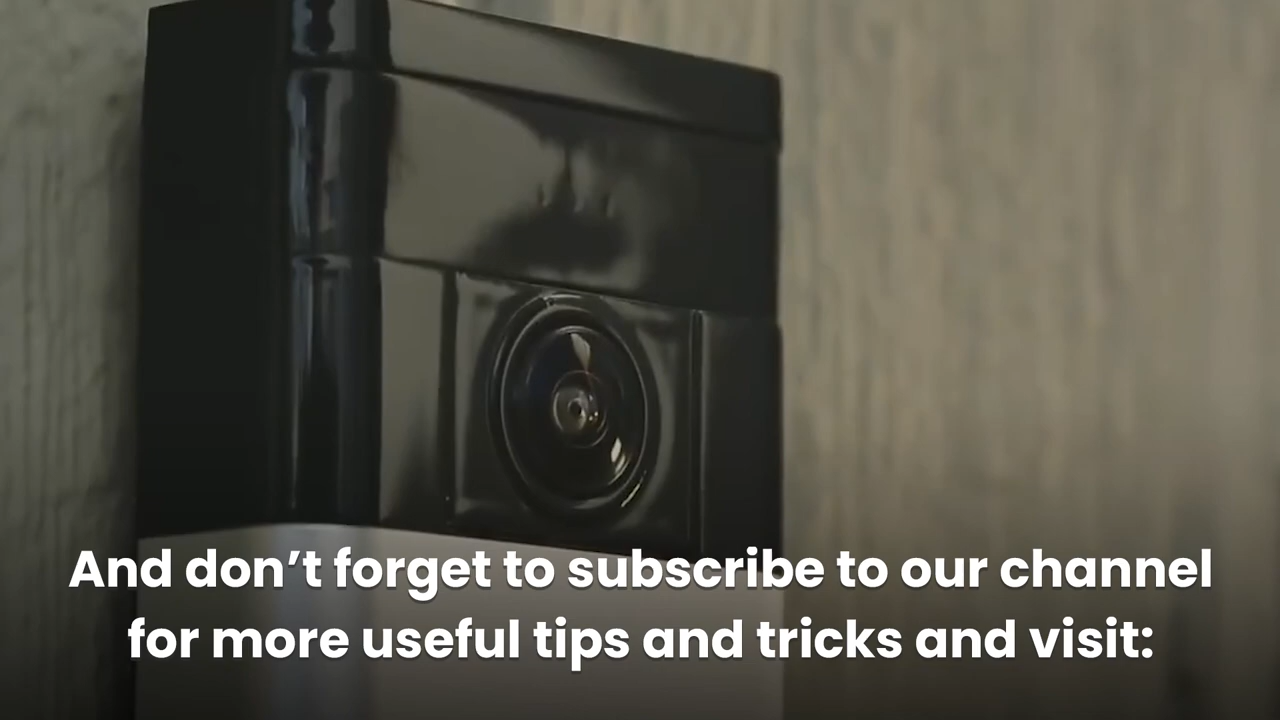 And don’t forget to subscribe to our channel
for more useful tips and tricks and visit: